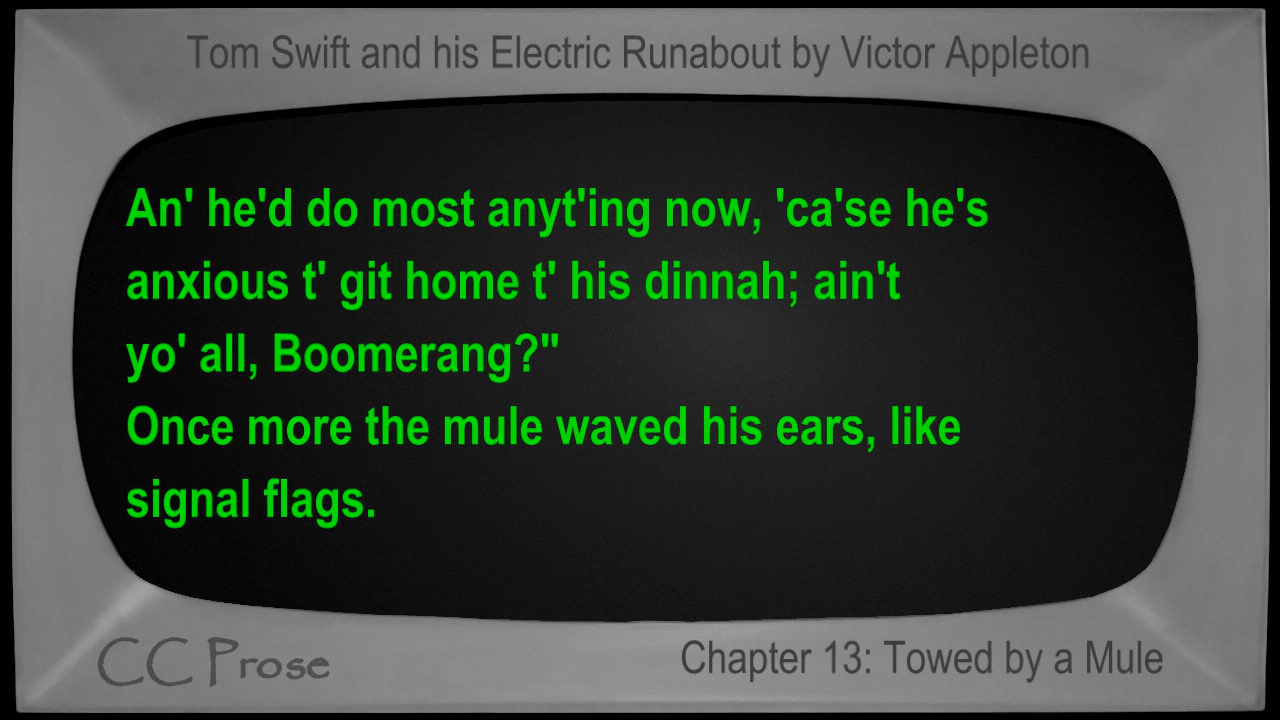 Tom Swift and his Electric Runabout by Victor Appleton
An' he'd do most anyt'ing now, 'ca'se he's
anxious t' git home t' his dinnah; ain't
yo' all, Boomerang?"
Once more the mule waved his ears, like
signal flags.
CC Prose
Chapter 13: Towed by a Mule